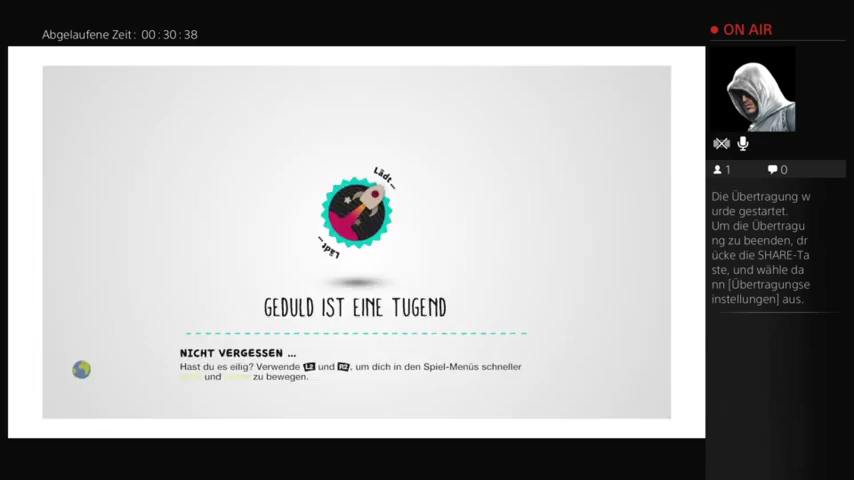 Abgelaufene Zeit: 00:30:38
ON AIR
Lädt...
Lädt...
GEDULD IST EINE TUGEND
NICHT VERGESSEN ...
Hast du es eilig? Verwende L2 und R2, um dich in den Spiel-Menüs schneller
und zu bewegen.
1 0
Die Übertragung w
urde gestartet.
Um die Übertragu
ng zu beenden, dr
ücke die SHARE-Ta
ste, und wähle da
nn [Übertragungse
instellungen] aus.